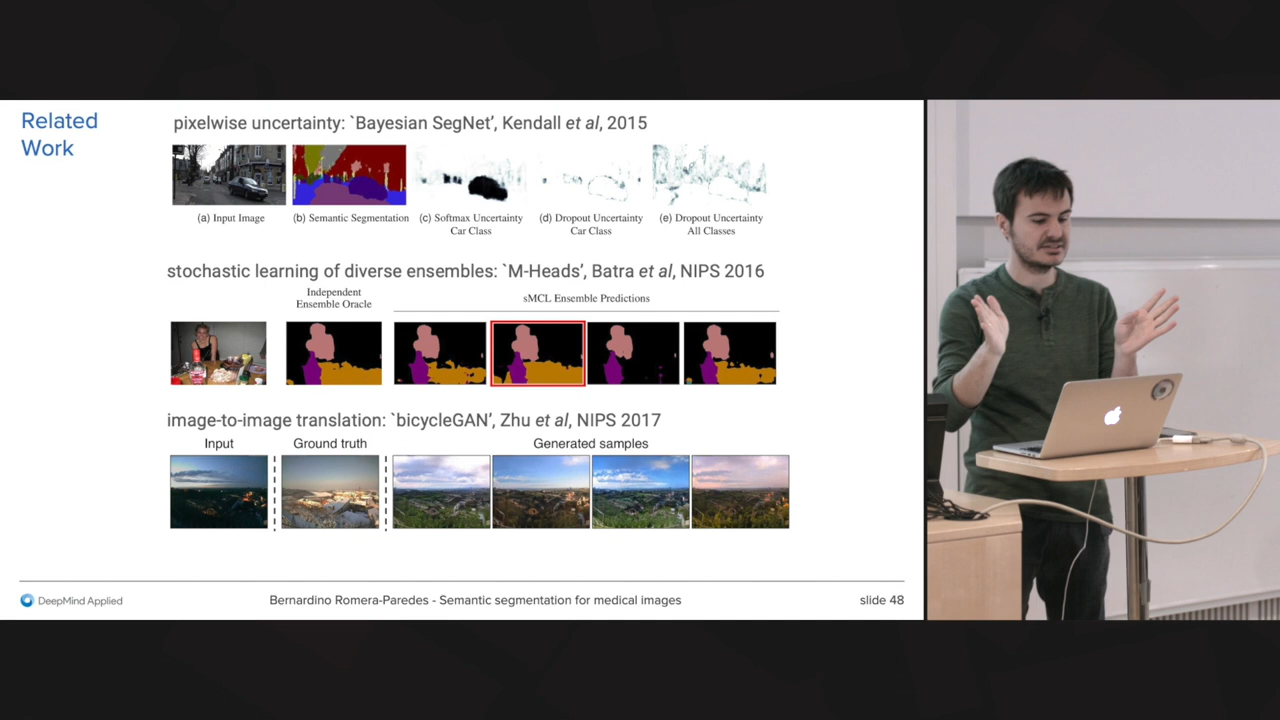 Related
Work
pixelwise uncertainty: `Bayesian SegNet', Kendall et al, 2015
(a) Input Image
(b) Semantic Segmentation
(c) Softmax Uncertainty
Car Class
(d) Dropout Uncertainty
Car Class
(e) Dropout Uncertainty
All Classes
stochastic learning of diverse ensembles: `M-Heads', Batra et al, NIPS 2016
Independent
Ensemble Oracle
sMCL Ensemble Predictions
image-to-image translation: `bicycleGAN', Zhu et al, NIPS 2017
Input
Ground truth
Generated samples
DeepMind Applied
Bernardino Romera-Paredes - Semantic segmentation for medical images
slide 48